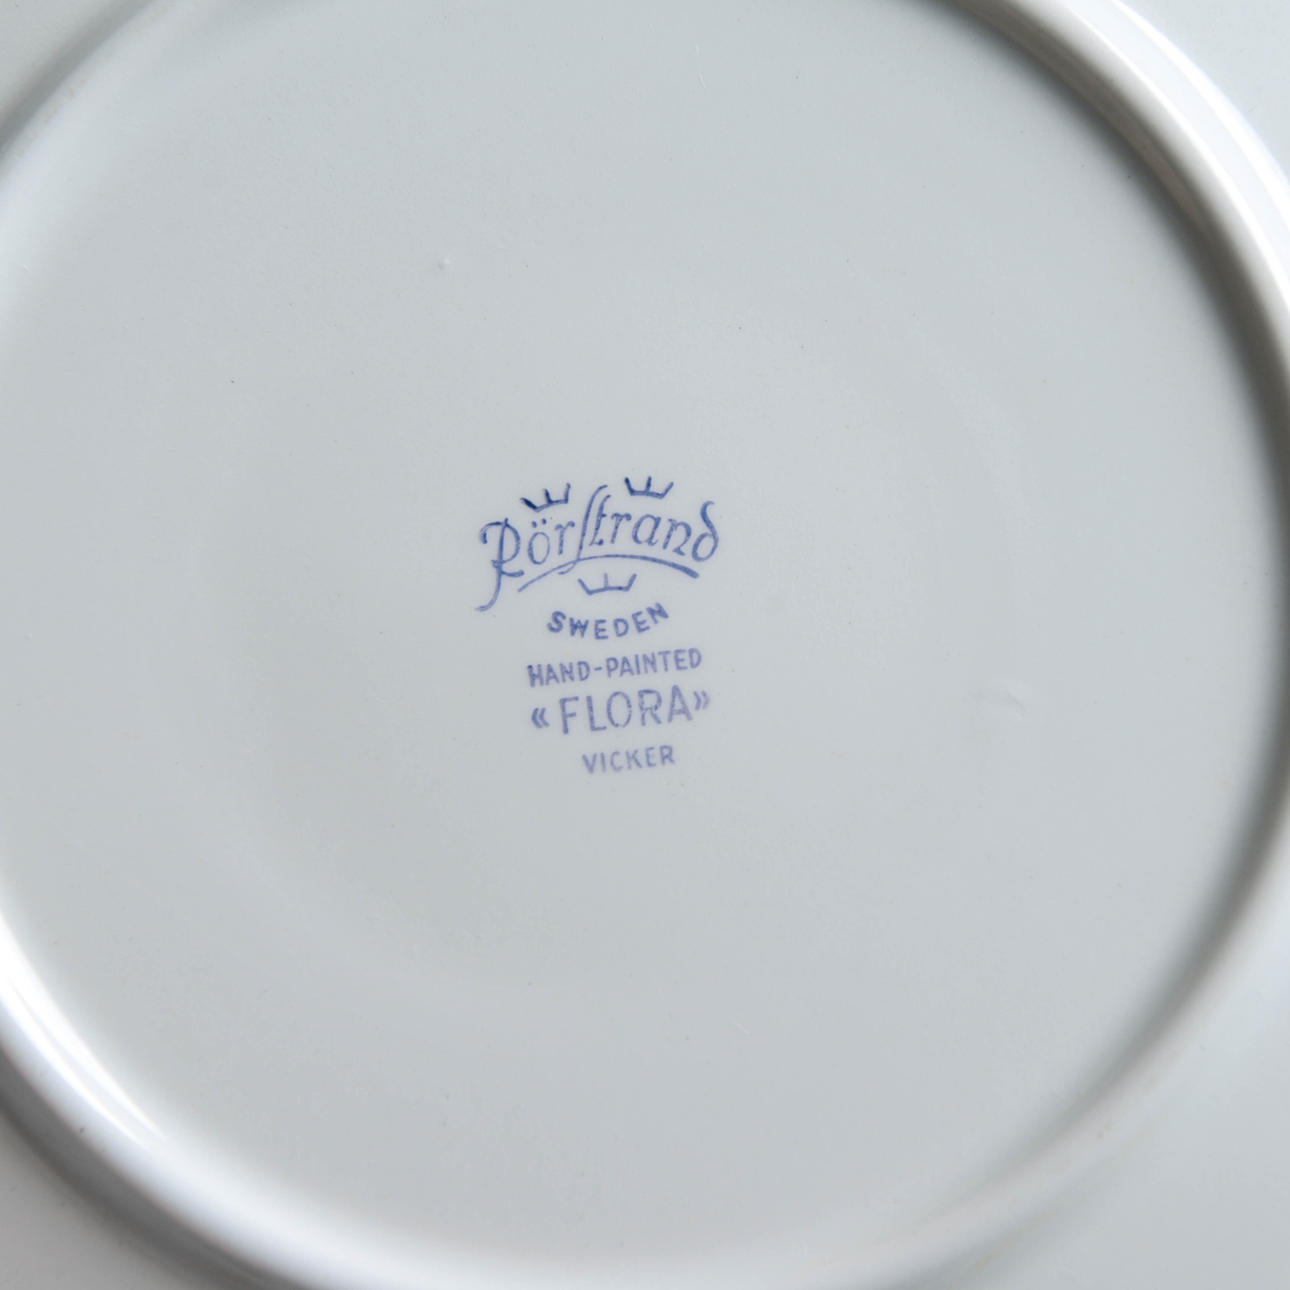 Rörstrand
SWEDEN
HAND-PAINTED
«FLORA»
VICKER